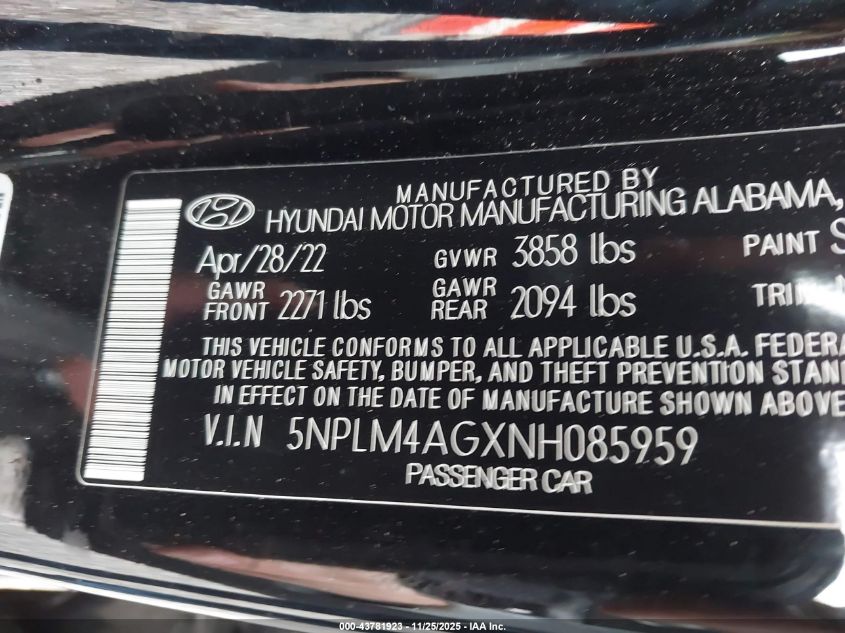 MANUFACTURED BY
HYUNDAI MOTOR MANUFACTURING ALABAMA,
Apr/28/22 GVWR 3858 lbs PAINT
GAWR FRONT 2271 lbs GAWR REAR 2094 lbs TRIM
THIS VEHICLE CONFORMS TO ALL APPLICABLE U.S.A. FEDERA
MOTOR VEHICLE SAFETY, BUMPER, AND THEFT PREVENTION STAN
IN EFFECT ON THE DATE OF MANUFACTURE SHOWN ABOVE
V.I.N 5NPLM4AGXNH085959
PASSENGER CAR
000-43781923 - 11/25/2025 - IAA Inc.